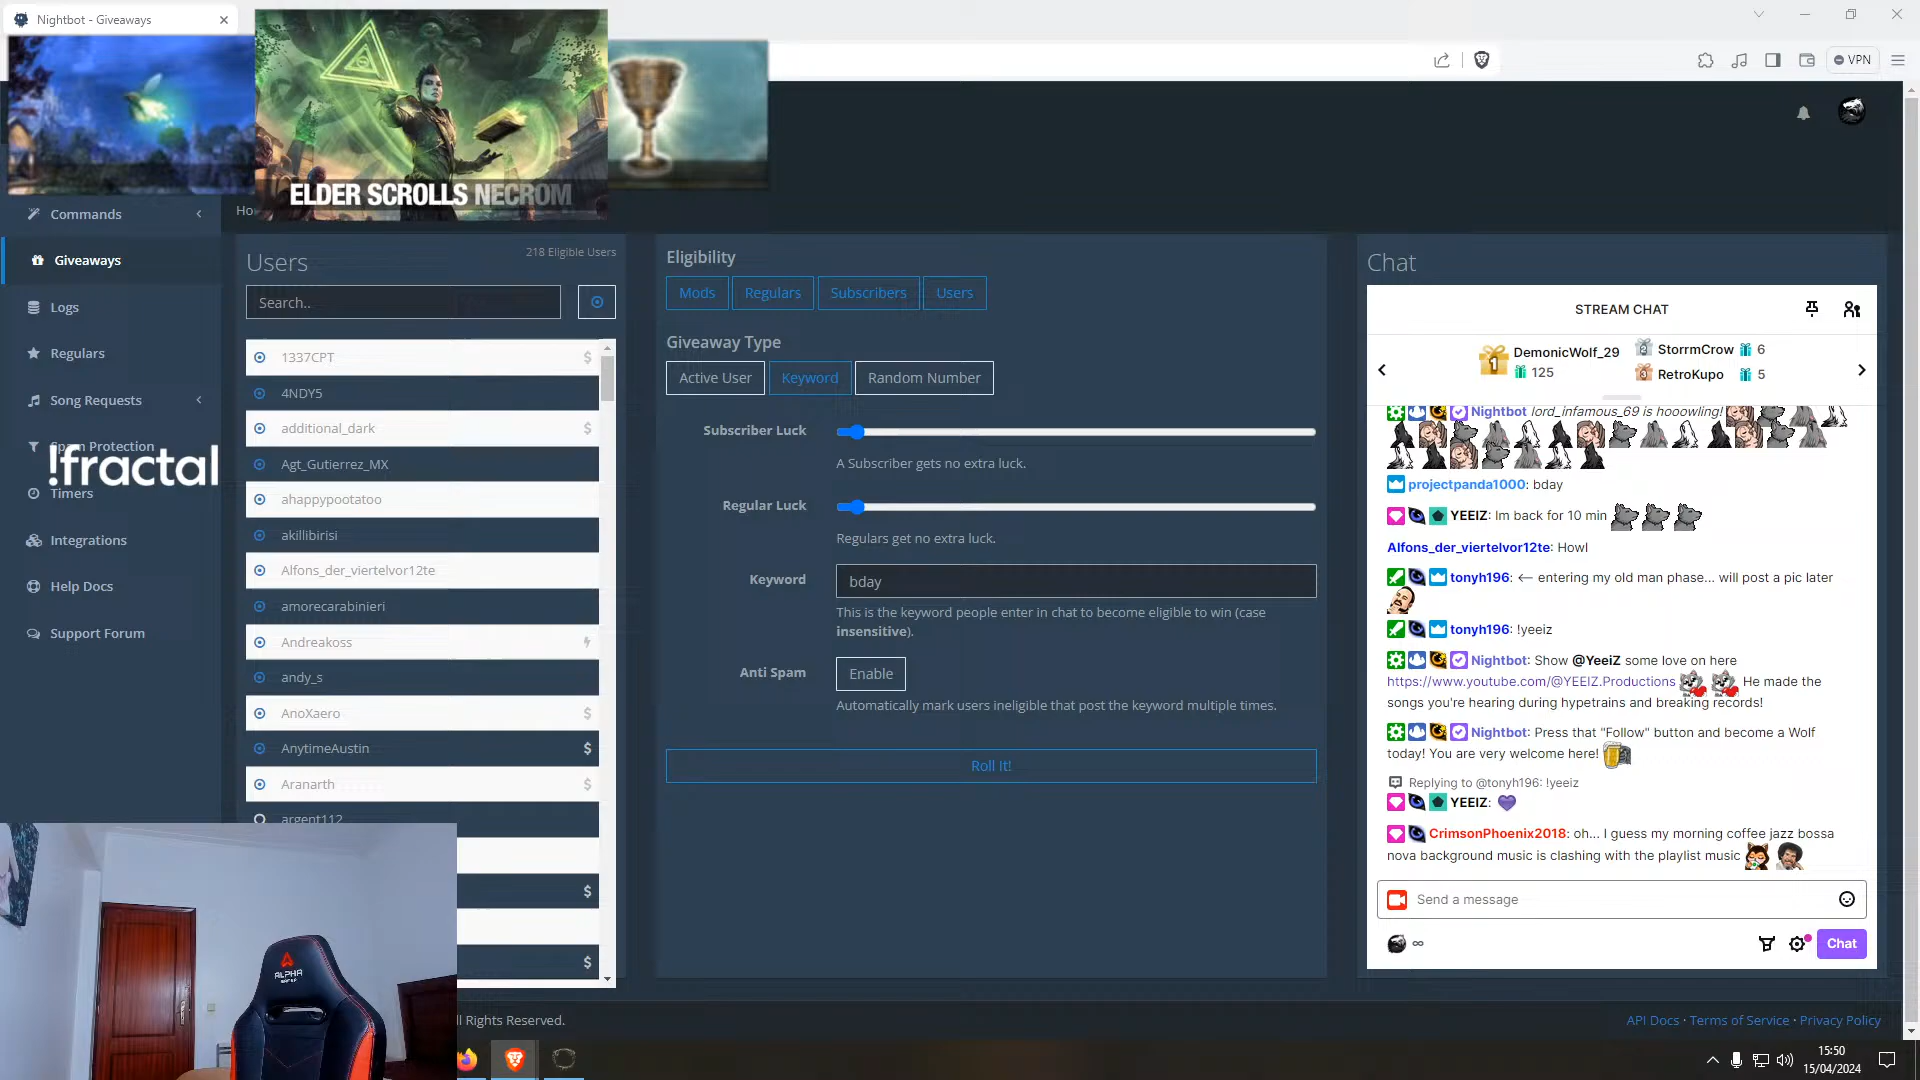 Nightbot - Giveaways
VPN
ELDER SCROLLS NECROM
Commands
Giveaways
Logs
Regulars
Song Requests
Spam Protection
!fractal
Timers
Integrations
Help Docs
Support Forum
Users
218 Eligible Users
Search..
1337CPT $
4NDY5
additional_dark $
Agt_Gutierrez_MX
ahappypootatoo
akillibirisi
Alfons_der_viertelvor12te
amorecarabinieri
Andreakoss
andy_s
AnoXaero $
AnytimeAustin $
Aranarth $
argent112
$
$
Eligibility
Mods Regulars Subscribers Users
Giveaway Type
Active User Keyword Random Number
Subscriber Luck
A Subscriber gets no extra luck.
Regular Luck
Regulars get no extra luck.
Keyword bday
This is the keyword people enter in chat to become eligible to win (case
insensitive).
Anti Spam Enable
Automatically mark users ineligible that post the keyword multiple times.
Roll It!
Chat
STREAM CHAT
1 DemonicWolf_29
125
2 StorrmCrow 6
3 RetroKupo 5
Nightbot lord_infamous_69 is hooowling!
projectpanda1000: bday
YEEIZ: Im back for 10 min
Alfons_der_viertelvor12te: Howl
tonyh196: <-- entering my old man phase... will post a pic later
tonyh196: !yeeiz
Nightbot: Show @YeeiZ some love on here
https://www.youtube.com/@YEEIZ.Productions He made the
songs you're hearing during hypetrains and breaking records!
Nightbot: Press that "Follow" button and become a Wolf
today! You are very welcome here!
Replying to @tonyh196: !yeeiz
YEEIZ:
CrimsonPhoenix2018: oh... I guess my morning coffee jazz bossa
nova background music is clashing with the playlist music
Send a message
∞
Chat
ALPHA
ll Rights Reserved.
API Docs · Terms of Service · Privacy Policy
15:50
15/04/2024